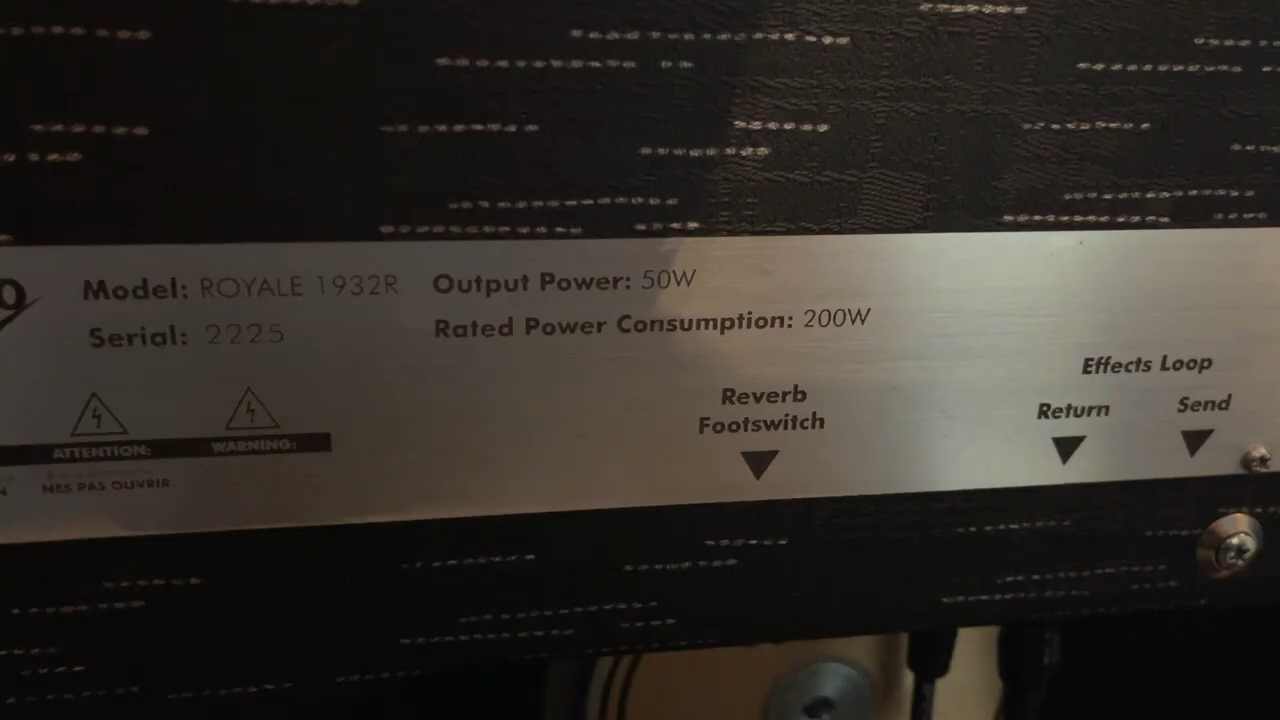 Model: ROYALE 1932R
Serial: 2225
Output Power: 50W
Rated Power Consumption: 200W
Effects Loop
Reverb
Footswitch
Return
Send
ATTENTION:
WARNING:
NES PAS OUVRIR